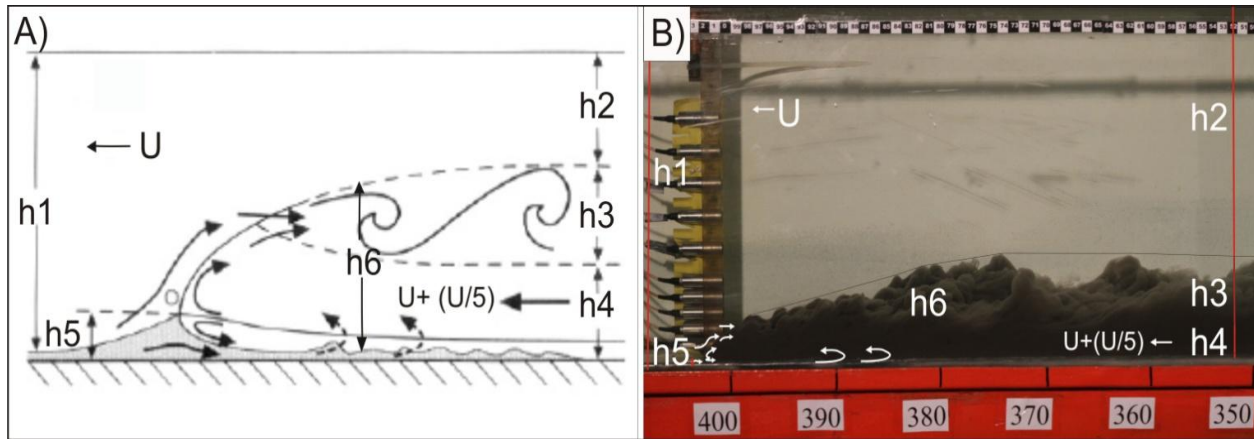 A)
h1
← U
h2
h3
h6
h5
U+ (U/5)
h4
B)
← U
h1
h2
h6
h3
h5
U+(U/5) ←
h4
400
390
380
370
360
350